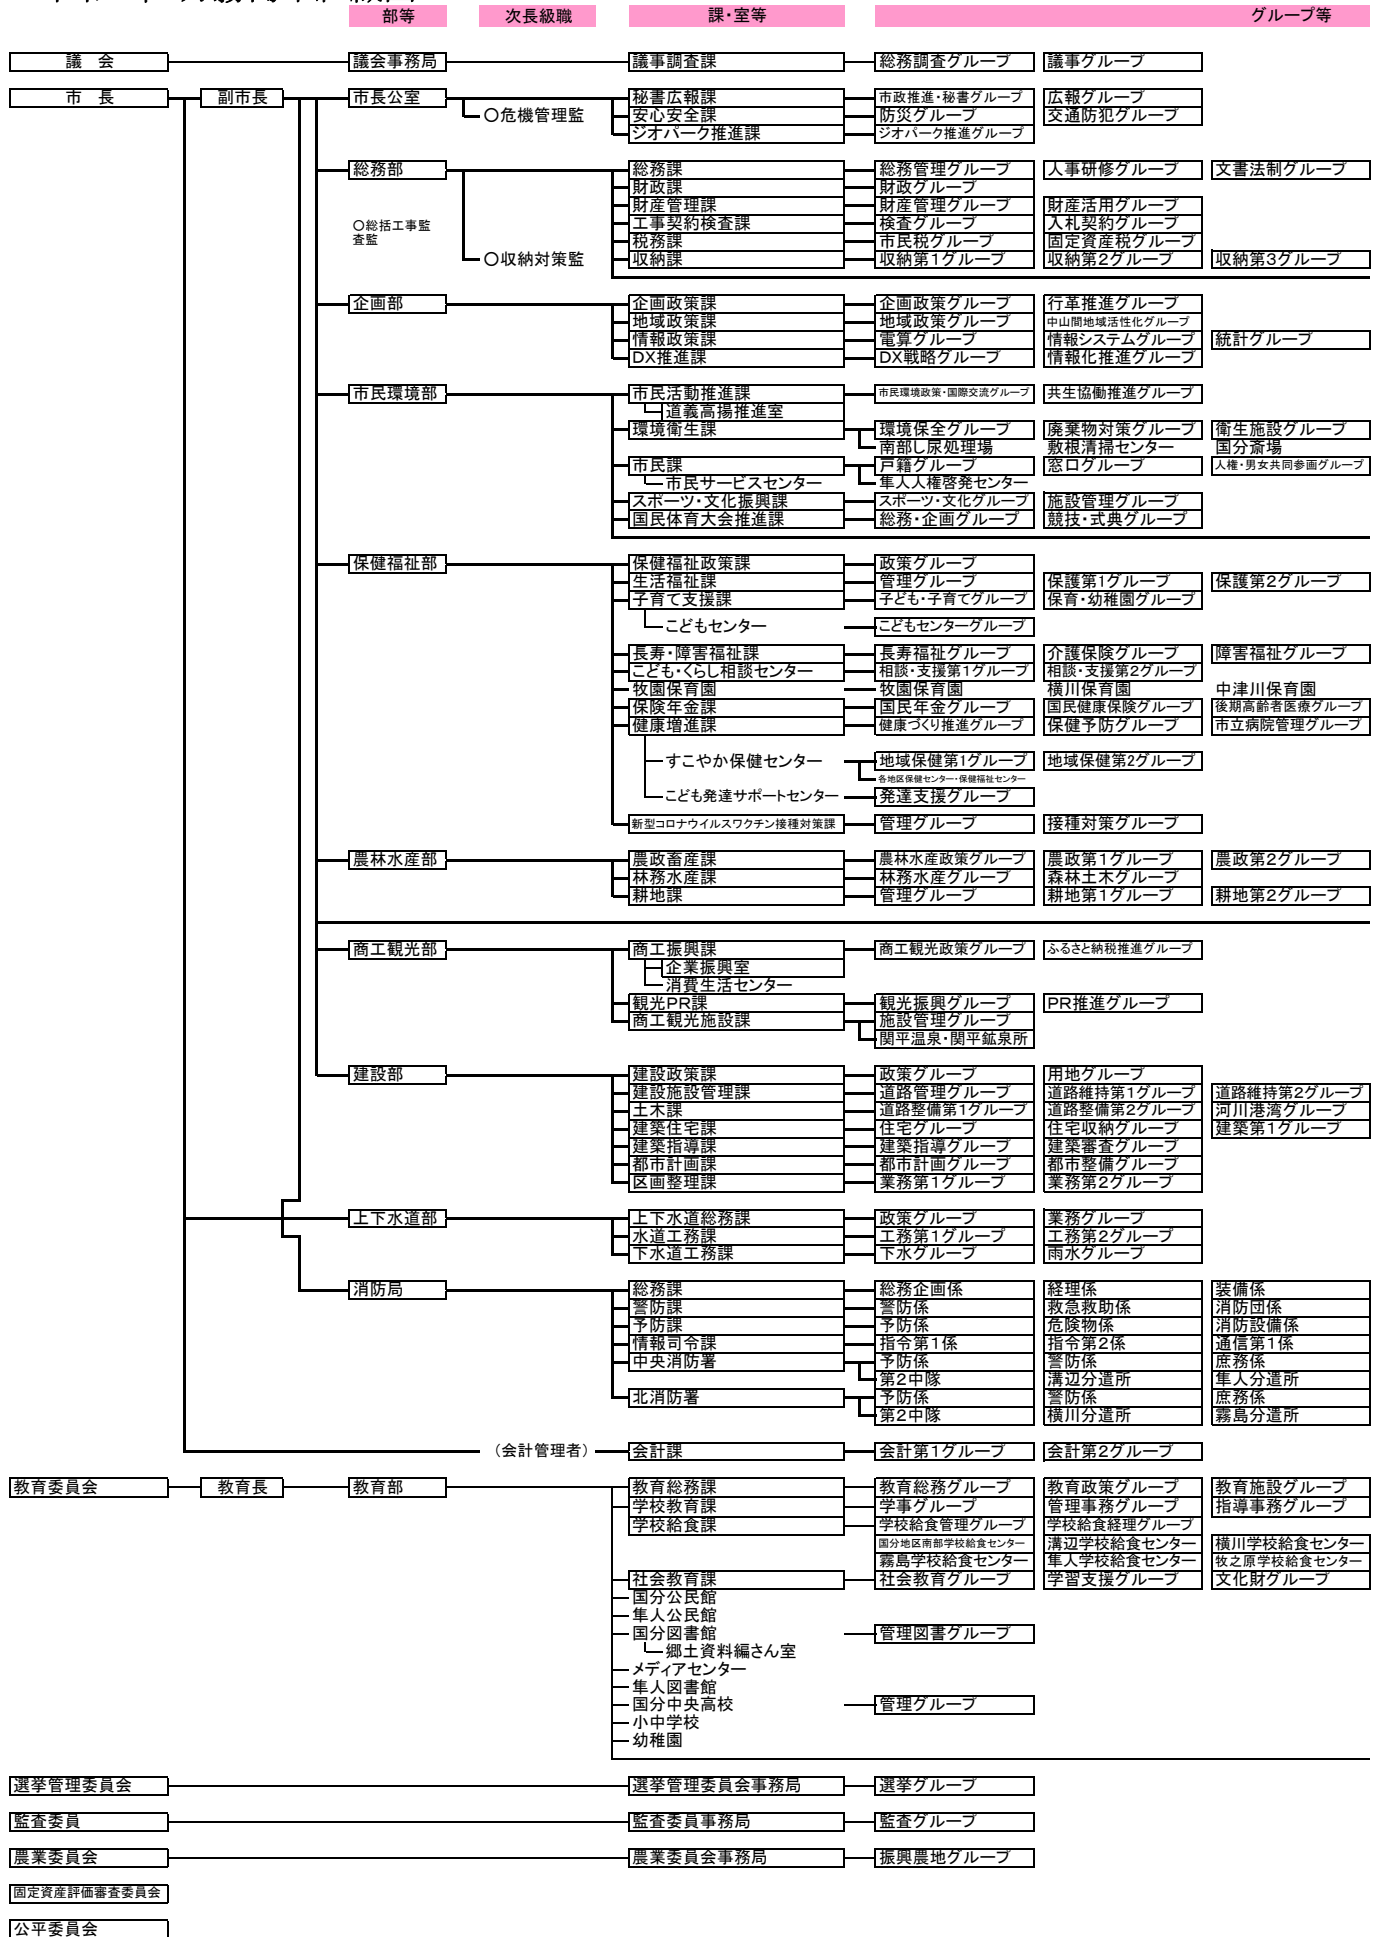 部等 次長級職 課・室等 グループ等
議　会 議会事務局 議事調査課 総務調査グループ 議事グループ
市　長 副市長 市長公室 秘書広報課 市政推進・秘書グループ 広報グループ
〇危機管理監 安心安全課 防災グループ 交通防犯グループ
ジオパーク推進課 ジオパーク推進グループ
総務部 総務課 総務管理グループ 人事研修グループ 文書法制グループ
財政課 財政グループ
財産管理課 財産管理グループ 財産活用グループ
〇総括工事監査監 工事契約検査課 検査グループ 入札契約グループ
税務課 市民税グループ 固定資産税グループ
〇収納対策監 収納課 収納第1グループ 収納第2グループ 収納第3グループ
企画部 企画政策課 企画政策グループ 行革推進グループ
地域政策課 地域政策グループ 中山間地域活性化グループ
情報政策課 電算グループ 情報システムグループ 統計グループ
DX推進課 DX戦略グループ 情報化推進グループ
市民環境部 市民活動推進課 市民環境政策・国際交流グループ 共生協働推進グループ
道義高揚推進室
環境衛生課 環境保全グループ 廃棄物対策グループ 衛生施設グループ
南部し尿処理場 敷根清掃センター 国分斎場
市民課 戸籍グループ 窓口グループ 人権・男女共同参画グループ
市民サービスセンター 隼人人権啓発センター
スポーツ・文化振興課 スポーツ・文化グループ 施設管理グループ
国民体育大会推進課 総務・企画グループ 競技・式典グループ
保健福祉部 保健福祉政策課 政策グループ
生活福祉課 管理グループ 保護第1グループ 保護第2グループ
子育て支援課 子ども・子育てグループ 保育・幼稚園グループ
こどもセンター こどもセンターグループ
長寿・障害福祉課 長寿福祉グループ 介護保険グループ 障害福祉グループ
こども・くらし相談センター 相談・支援第1グループ 相談・支援第2グループ
牧園保育園 牧園保育園 横川保育園 中津川保育園
保険年金課 国民年金グループ 国民健康保険グループ 後期高齢者医療グループ
健康増進課 健康づくり推進グループ 保健予防グループ 市立病院管理グループ
すこやか保健センター 地域保健第1グループ 地域保健第2グループ
各地区保健センター・保健福祉センター
こども発達サポートセンター 発達支援グループ
新型コロナウイルスワクチン接種対策課 管理グループ 接種対策グループ
農林水産部 農政畜産課 農林水産政策グループ 農政第1グループ 農政第2グループ
林務水産課 林務水産グループ 森林土木グループ
耕地課 管理グループ 耕地第1グループ 耕地第2グループ
商工観光部 商工振興課 商工観光政策グループ ふるさと納税推進グループ
企業振興室
消費生活センター
観光PR課 観光振興グループ PR推進グループ
商工観光施設課 施設管理グループ
関平温泉・関平鉱泉所
建設部 建設政策課 政策グループ 用地グループ
建設施設管理課 道路管理グループ 道路維持第1グループ 道路維持第2グループ
土木課 道路整備第1グループ 道路整備第2グループ 河川港湾グループ
建築住宅課 住宅グループ 住宅収納グループ 建築第1グループ
建築指導課 建築指導グループ 建築審査グループ
都市計画課 都市計画グループ 都市整備グループ
区画整理課 業務第1グループ 業務第2グループ
上下水道部 上下水道総務課 政策グループ 業務グループ
水道工務課 工務第1グループ 工務第2グループ
下水道工務課 下水グループ 雨水グループ
消防局 総務課 総務企画係 経理係 装備係
警防課 警防係 救急救助係 消防団係
予防課 予防係 危険物係 消防設備係
情報司令課 指令第1係 指令第2係 通信第1係
中央消防署 予防係 警防係 庶務係
第2中隊 溝辺分遣所 隼人分遣所
北消防署 予防係 警防係 庶務係
第2中隊 横川分遣所 霧島分遣所
（会計管理者） 会計課 会計第1グループ 会計第2グループ
教育委員会 教育長 教育部 教育総務課 教育総務グループ 教育政策グループ 教育施設グループ
学校教育課 学事グループ 管理事務グループ 指導事務グループ
学校給食課 学校給食管理グループ 学校給食経理グループ
国分地区南部学校給食センター 溝辺学校給食センター 横川学校給食センター
霧島学校給食センター 隼人学校給食センター 牧之原学校給食センター
社会教育課 社会教育グループ 学習支援グループ 文化財グループ
国分公民館
隼人公民館
国分図書館 管理図書グループ
郷土資料編さん室
メディアセンター
隼人図書館
国分中央高校 管理グループ
小中学校
幼稚園
選挙管理委員会 選挙管理委員会事務局 選挙グループ
監査委員 監査委員事務局 監査グループ
農業委員会 農業委員会事務局 振興農地グループ
固定資産評価審査委員会
公平委員会